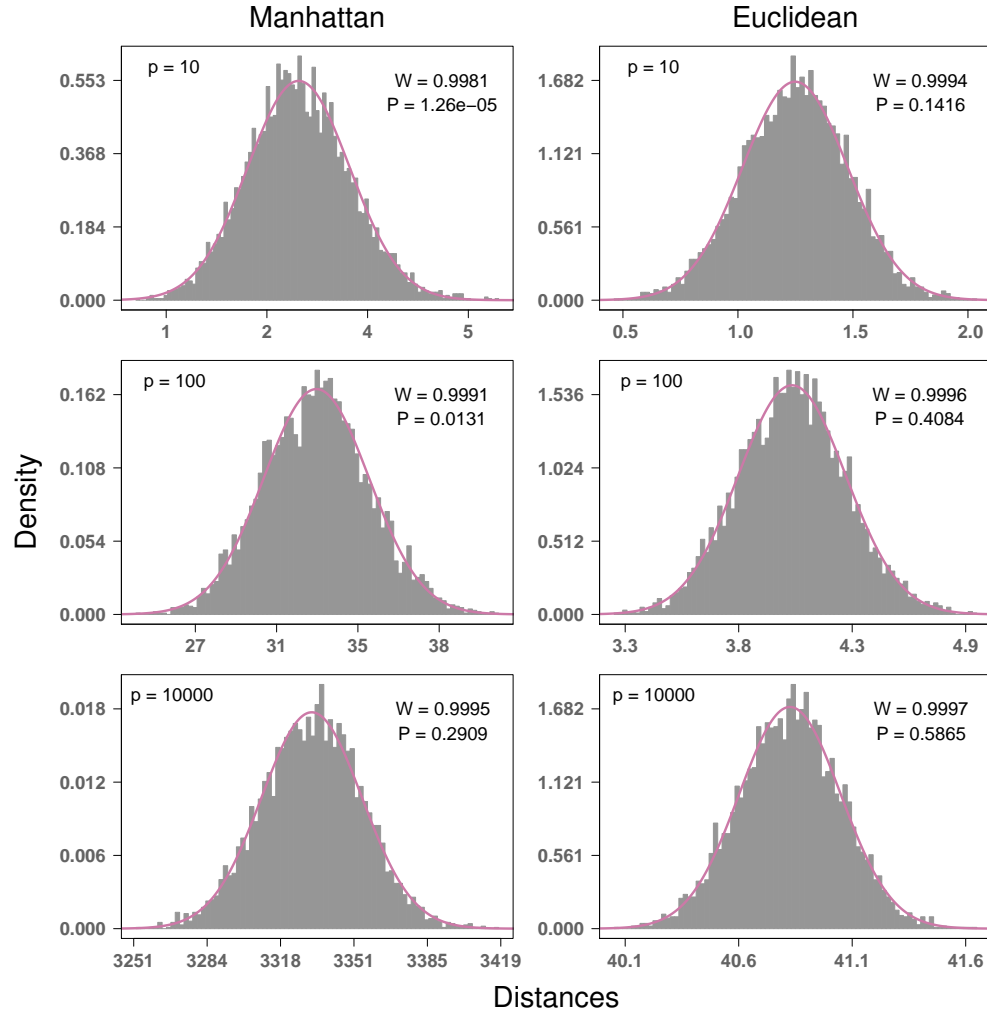 Manhattan
Euclidean
p = 10
W = 0.9981
P = 1.26e−05
0.553
0.368
0.184
0.000
1 2 4 5
p = 10
W = 0.9994
P = 0.1416
1.682
1.121
0.561
0.000
0.5 1.0 1.5 2.0
Density
p = 100
W = 0.9991
P = 0.0131
0.162
0.108
0.054
0.000
27 31 35 38
p = 100
W = 0.9996
P = 0.4084
1.536
1.024
0.512
0.000
3.3 3.8 4.3 4.9
p = 10000
W = 0.9995
P = 0.2909
0.018
0.012
0.006
0.000
3251 3284 3318 3351 3385 3419
p = 10000
W = 0.9997
P = 0.5865
1.682
1.121
0.561
0.000
40.1 40.6 41.1 41.6
Distances